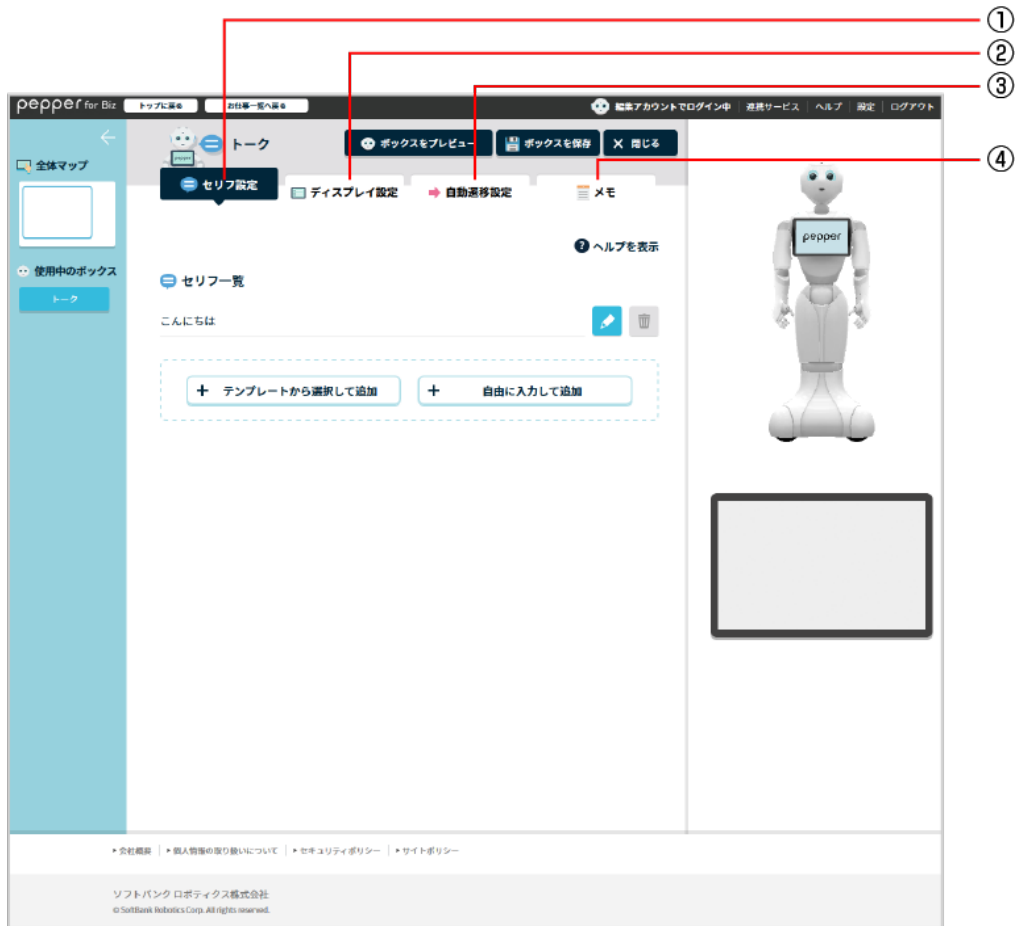 ①
②
③
pepper for Biz トップに戻る お仕事一覧へ戻る 編集アカウントでログイン中 連携サービス ヘルプ 設定 ログアウト
トーク ボックスをプレビュー ボックスを保存 × 閉じる
④
全体マップ
セリフ設定 ディスプレイ設定 自動遷移設定 メモ
pepper
ヘルプを表示
使用中のボックス
セリフ一覧
トーク
こんにちは
+ テンプレートから選択して追加 + 自由に入力して追加
会社概要 個人情報の取り扱いについて セキュリティポリシー サイトポリシー
ソフトバンク ロボティクス株式会社
© SoftBank Robotics Corp. All rights reserved.